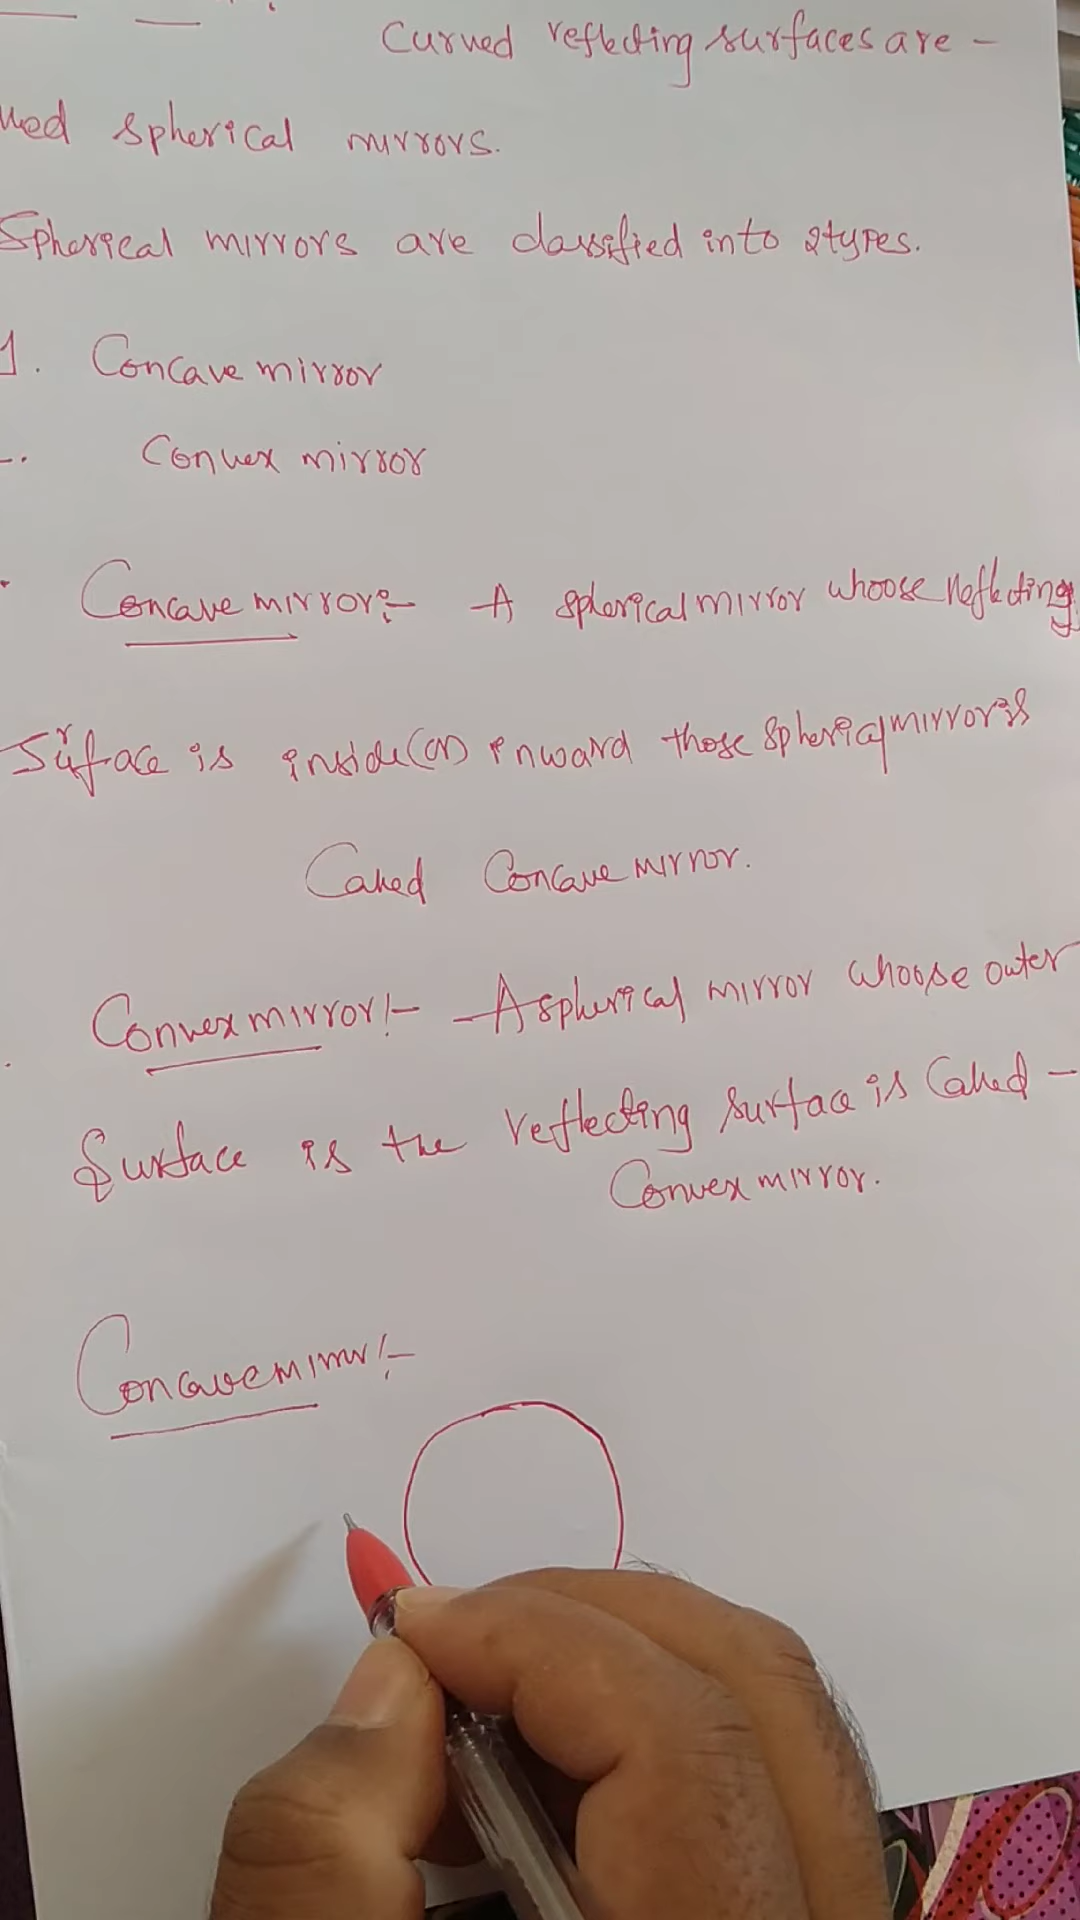 Curved reflecting surfaces are -
spherical mirrors.
Spherical mirrors are classified into 2 types.
1. Concave mirror
Convex mirror
Concave mirror:- A spherical mirror whoose reflecting
Surface is inside (or) inward those spherical mirror is
Called Concave mirror.
Convex mirror:- A spherical mirror whoose outer
Surface is the reflecting surface is Called -
Convex mirror.
Concave mirror:-